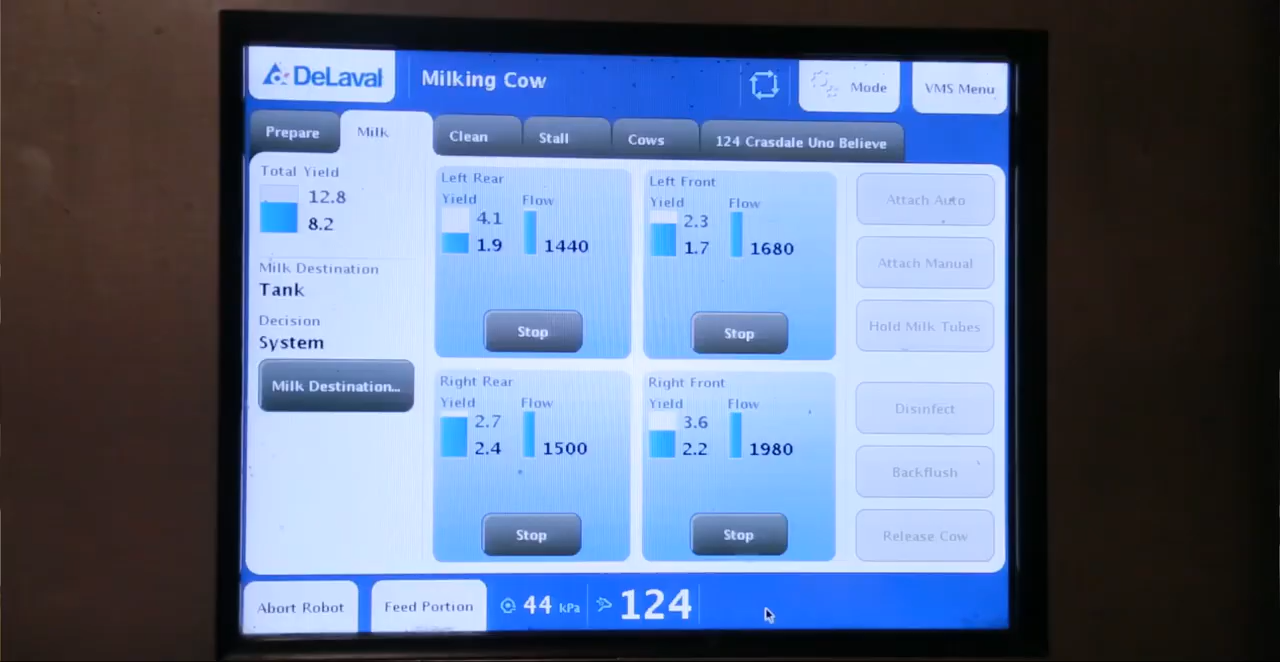 DeLaval
Milking Cow
Mode
VMS Menu
Prepare
Milk
Clean
Stall
Cows
124 Crasdale Uno Believe
Total Yield
12.8
8.2
Milk Destination
Tank
Decision
System
Milk Destination...
Left Rear
Yield Flow
4.1
1.9 1440
Stop
Left Front
Yield Flow
2.3
1.7 1680
Stop
Right Rear
Yield Flow
2.7
2.4 1500
Stop
Right Front
Yield Flow
3.6
2.2 1980
Stop
Attach Auto
Attach Manual
Hold Milk Tubes
Disinfect
Backflush
Release Cow
Abort Robot
Feed Portion
44 kPa
124